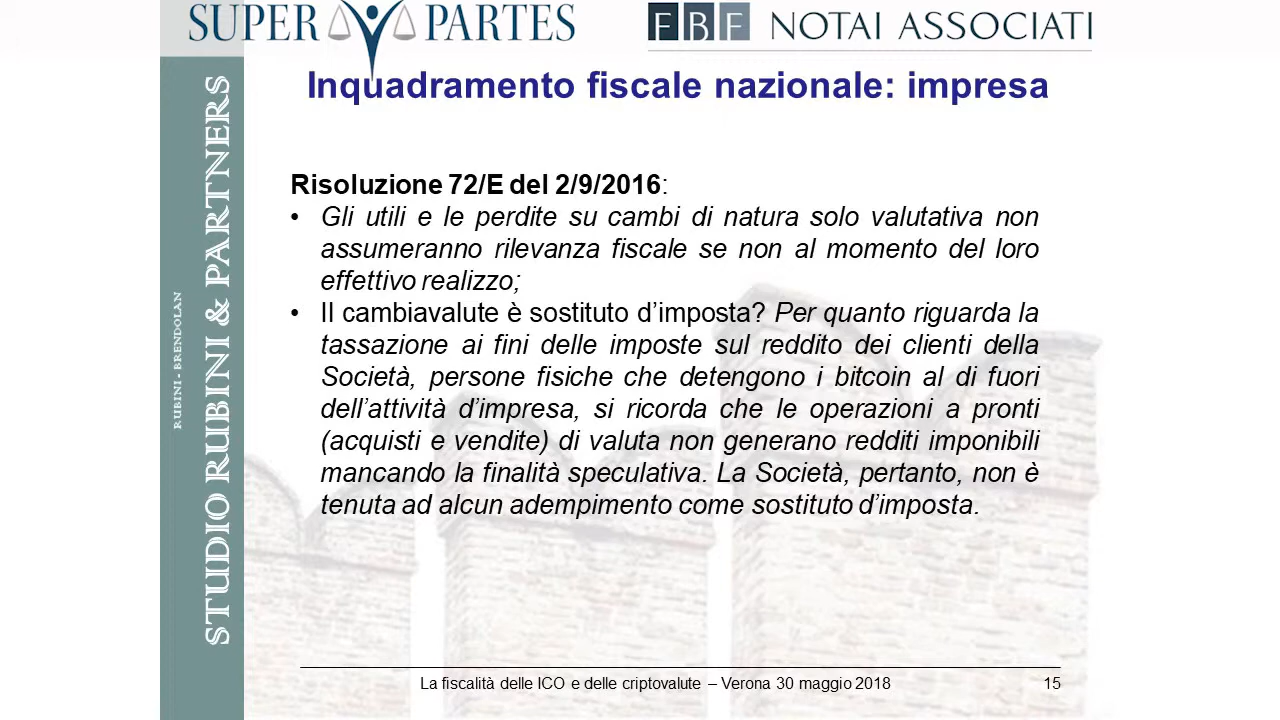 SUPER PARTES
FBF NOTAI ASSOCIATI
Inquadramento fiscale nazionale: impresa
RUBINI - BRENDOLAN
STUDIO RUBINI & PARTNERS
Risoluzione 72/E del 2/9/2016:
• Gli utili e le perdite su cambi di natura solo valutativa non
assumeranno rilevanza fiscale se non al momento del loro
effettivo realizzo;
• Il cambiavalute è sostituto d’imposta? Per quanto riguarda la
tassazione ai fini delle imposte sul reddito dei clienti della
Società, persone fisiche che detengono i bitcoin al di fuori
dell’attività d’impresa, si ricorda che le operazioni a pronti
(acquisti e vendite) di valuta non generano redditi imponibili
mancando la finalità speculativa. La Società, pertanto, non è
tenuta ad alcun adempimento come sostituto d’imposta.
La fiscalità delle ICO e delle criptovalute – Verona 30 maggio 2018
15